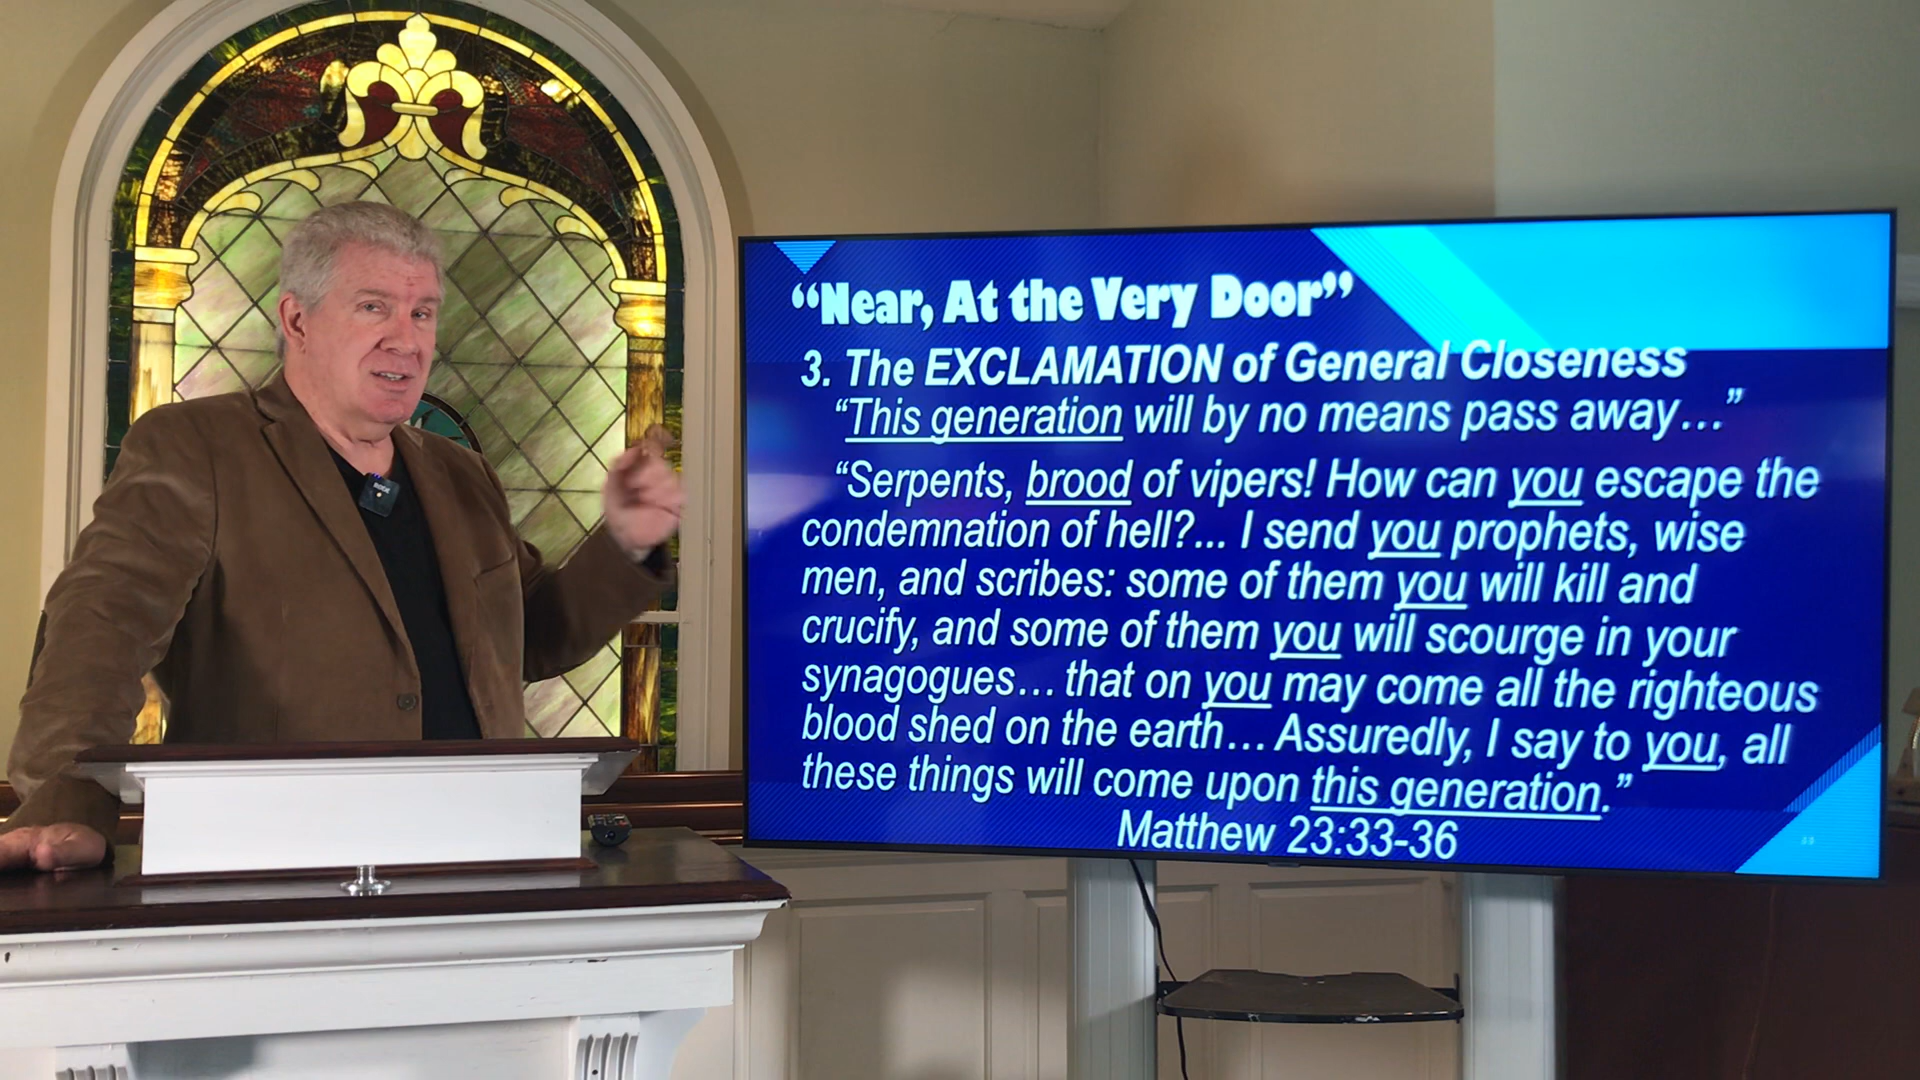 “Near, At the Very Door”
3. The EXCLAMATION of General Closeness
“This generation will by no means pass away…”
“Serpents, brood of vipers! How can you escape the
condemnation of hell?... I send you prophets, wise
men, and scribes: some of them you will kill and
crucify, and some of them you will scourge in your
synagogues… that on you may come all the righteous
blood shed on the earth… Assuredly, I say to you, all
these things will come upon this generation.”
Matthew 23:33-36